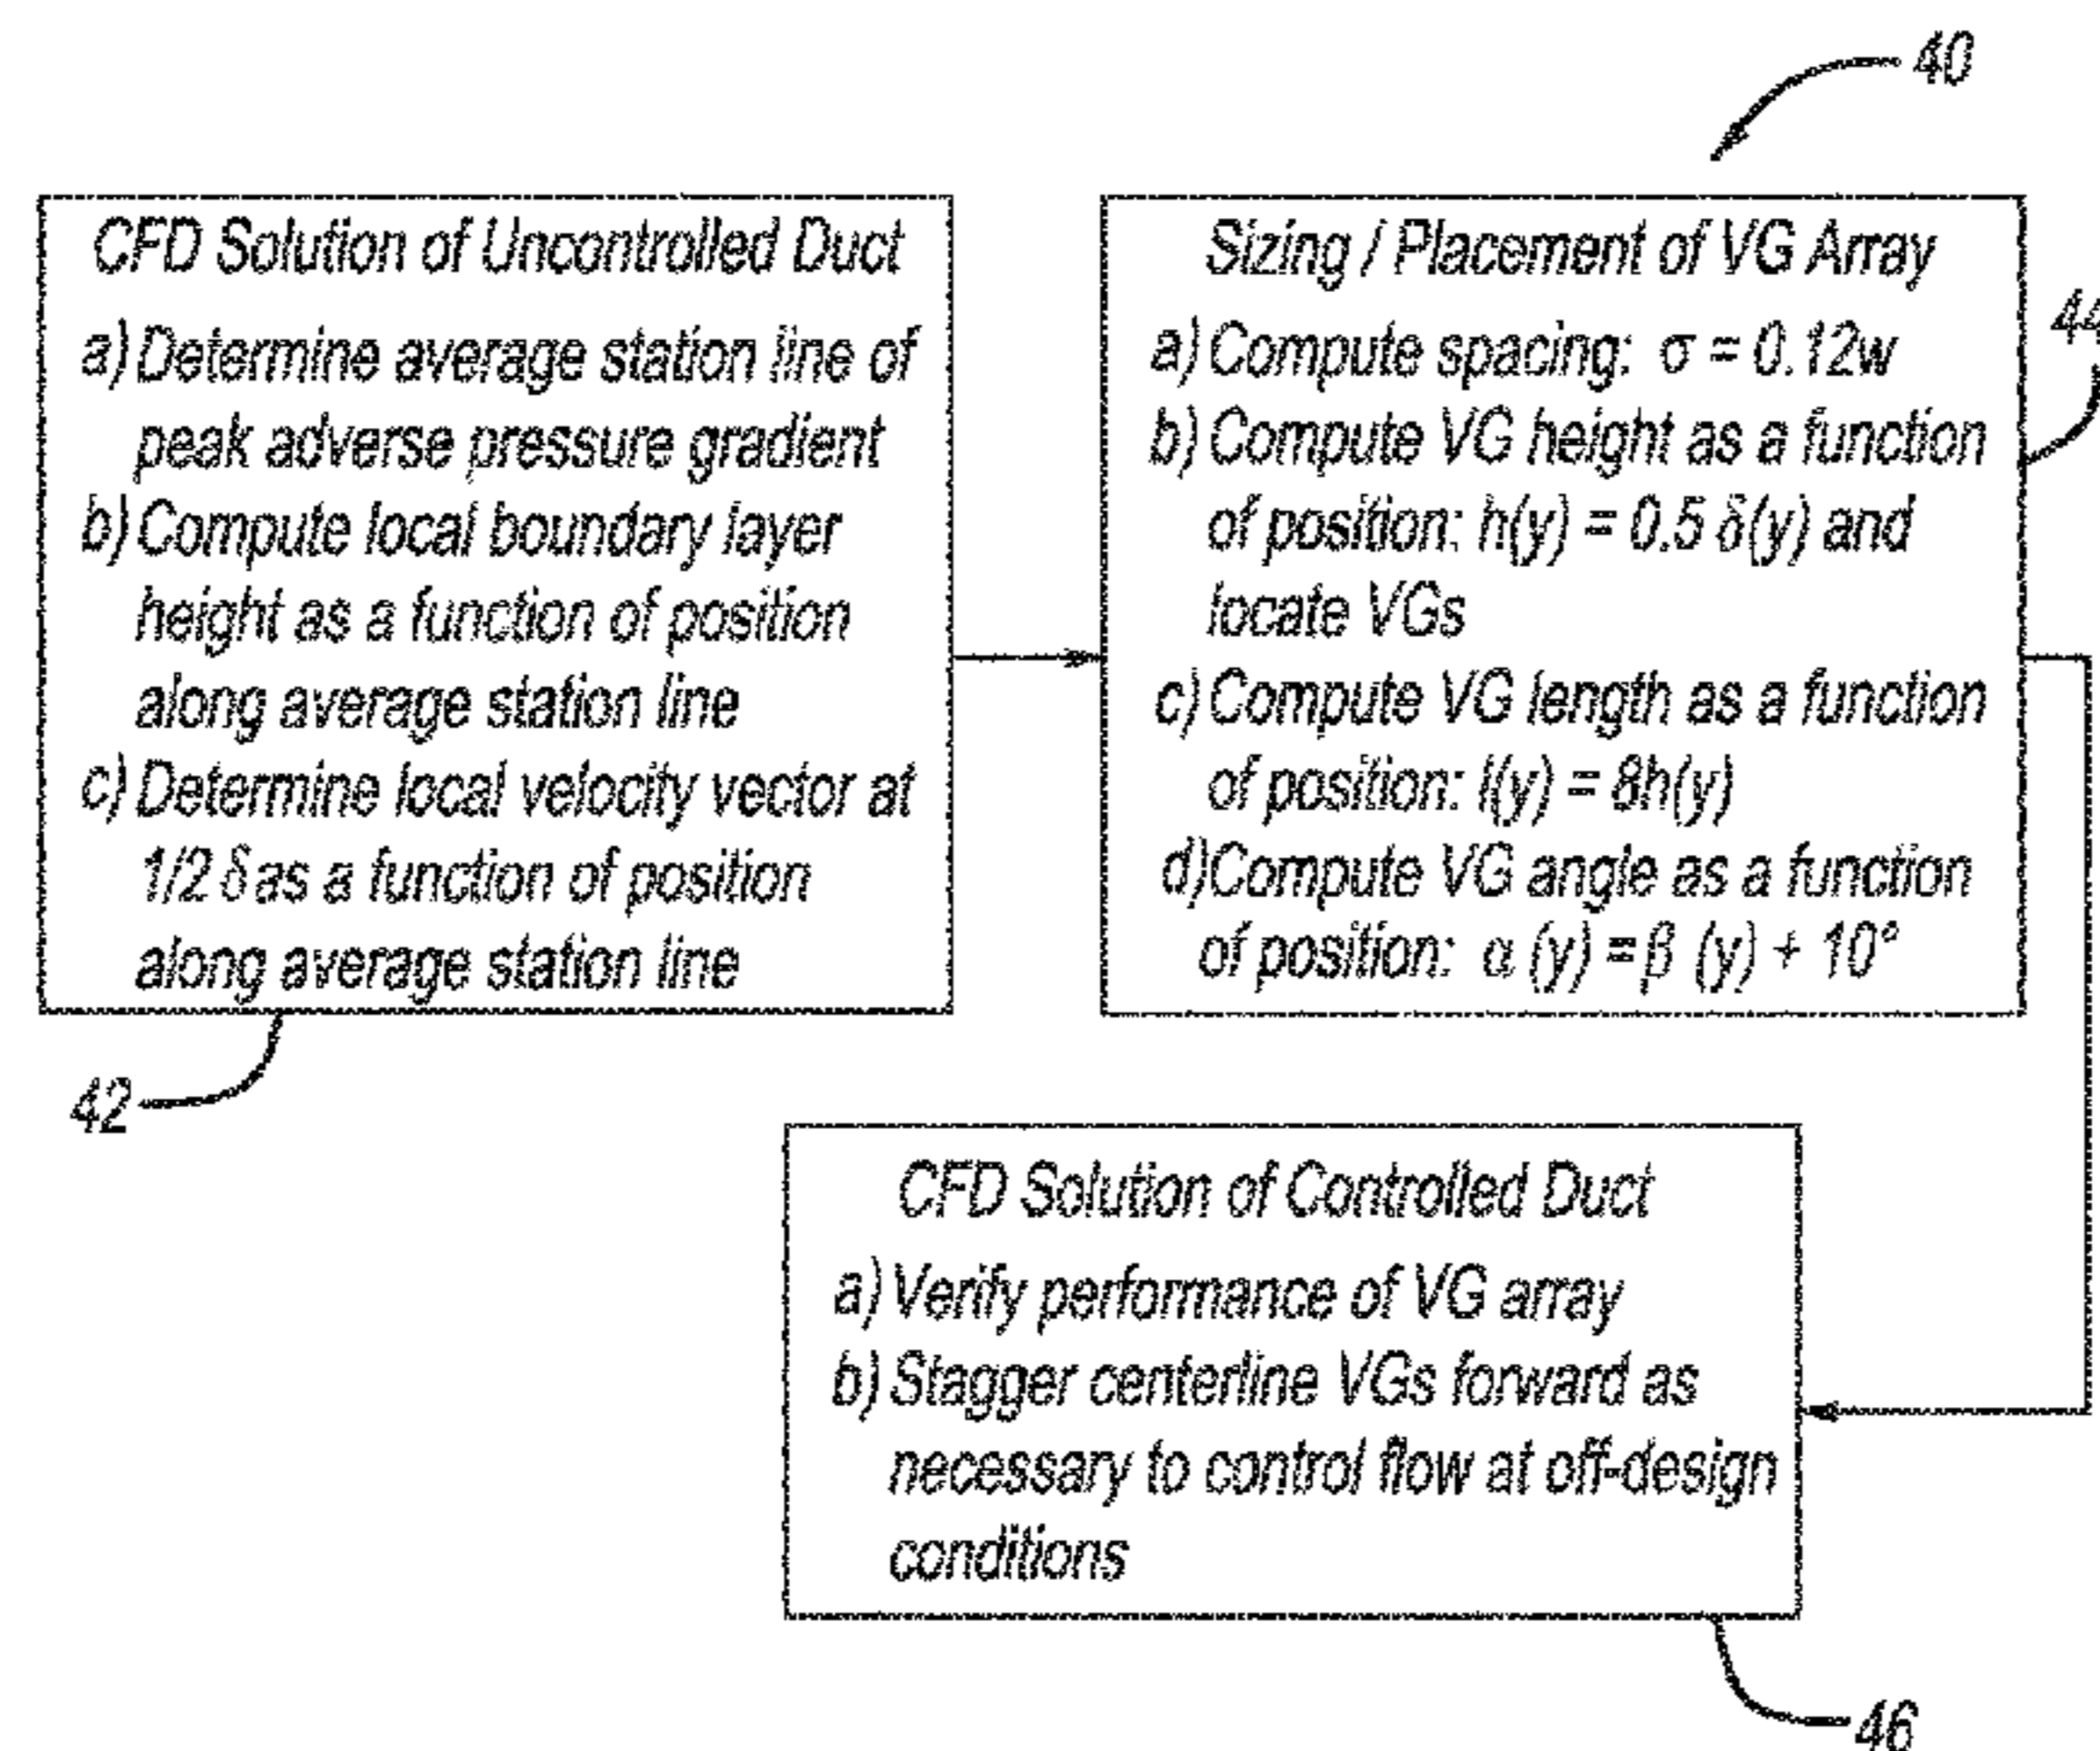 40
CFD Solution of Uncontrolled Duct
a) Determine average station line of
peak adverse pressure gradient
b) Compute local boundary layer
height as a function of position
along average station line
c) Determine local velocity vector at
1/2 δ as a function of position
along average station line
42
Sizing / Placement of VG Array
a) Compute spacing: σ = 0.12w
b) Compute VG height as a function
of position: h(y) = 0.5 δ(y) and
locate VGs
c) Compute VG length as a function
of position: l(y) = 8h(y)
d) Compute VG angle as a function
of position: α (y) = β (y) + 10°
44
CFD Solution of Controlled Duct
a) Verify performance of VG array
b) Stagger centerline VGs forward as
necessary to control flow at off-design
conditions
46